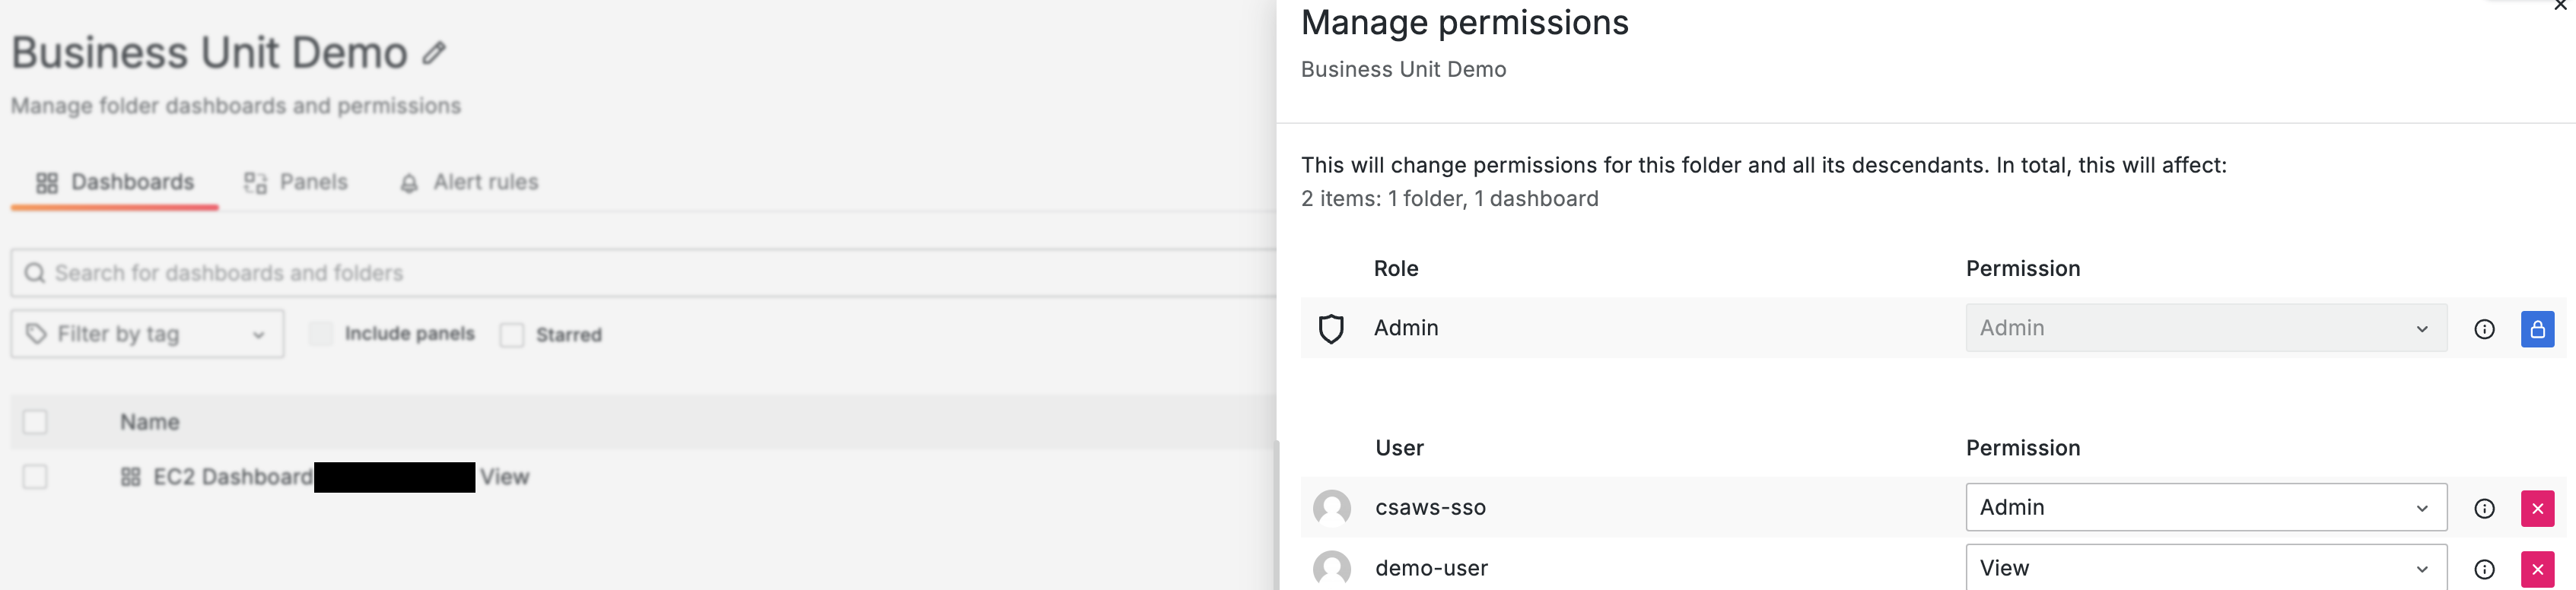 Business Unit Demo
Manage folder dashboards and permissions
Dashboards
Panels
Alert rules
Search for dashboards and folders
Filter by tag
Include panels
Starred
Name
EC2 Dashboard View
Manage permissions
Business Unit Demo
This will change permissions for this folder and all its descendants. In total, this will affect:
2 items: 1 folder, 1 dashboard
Role Permission
Admin Admin
User Permission
csaws-sso Admin
demo-user View